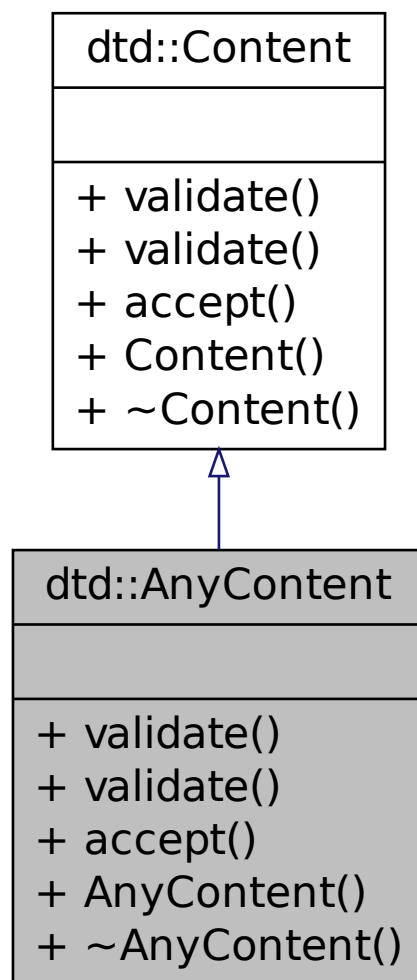 dtd::Content
+ validate()
+ validate()
+ accept()
+ Content()
+ ~Content()
dtd::AnyContent
+ validate()
+ validate()
+ accept()
+ AnyContent()
+ ~AnyContent()